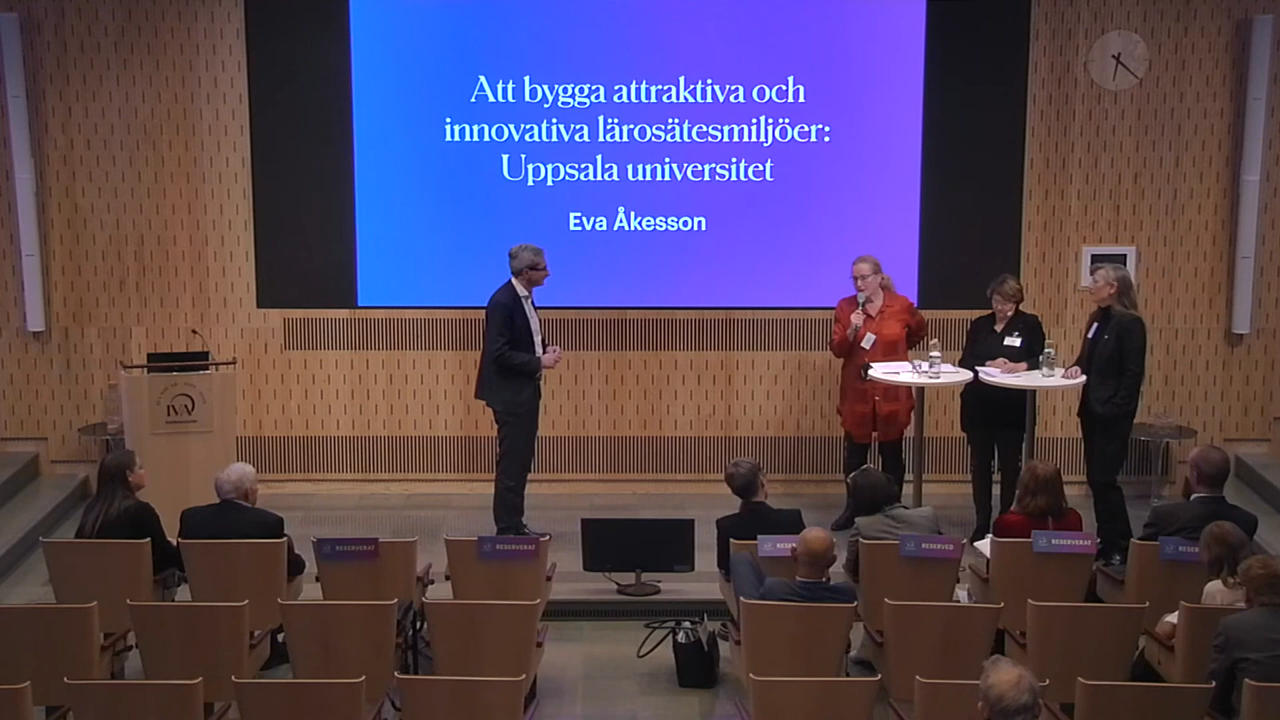 Att bygga attraktiva och
innovativa lärosätesmiljöer:
Uppsala universitet
Eva Åkesson
IVA
RESERVERAT
RESERVERAT
RESERVED
RESERVERAT